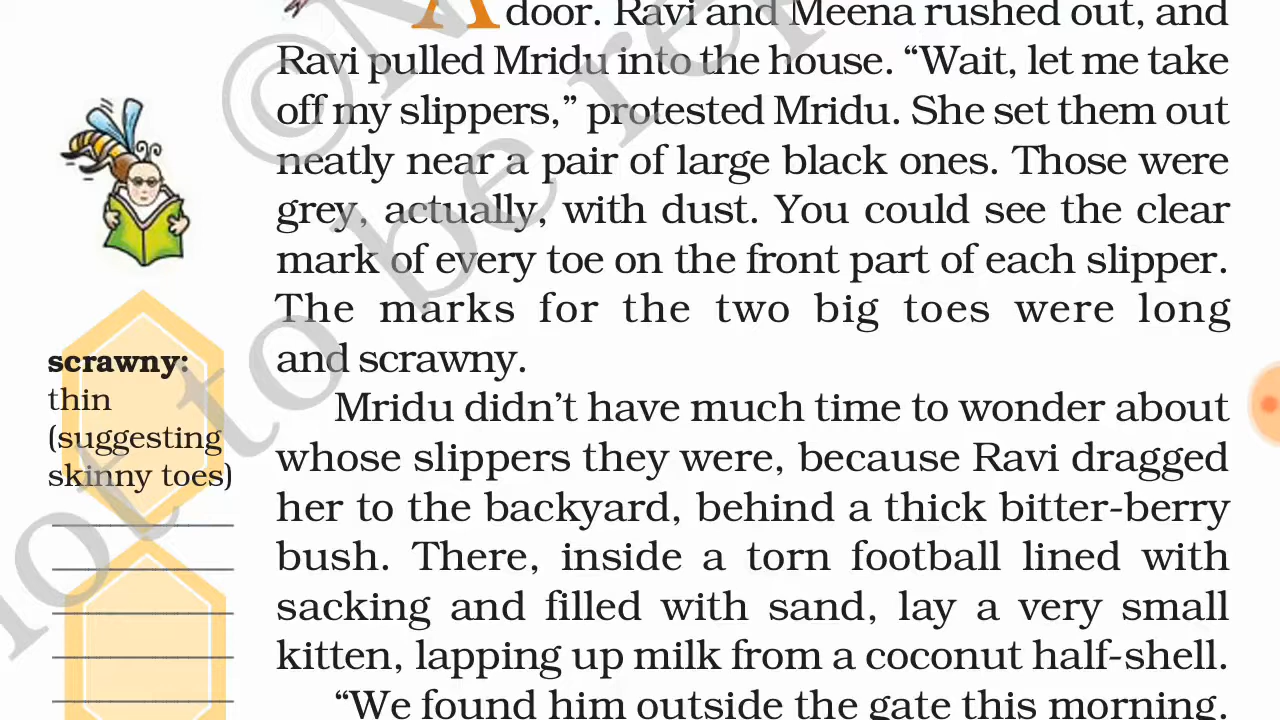 A door. Ravi and Meena rushed out, and
Ravi pulled Mridu into the house. “Wait, let me take
off my slippers,” protested Mridu. She set them out
neatly near a pair of large black ones. Those were
grey, actually, with dust. You could see the clear
mark of every toe on the front part of each slipper.
The marks for the two big toes were long
and scrawny.
scrawny:
thin
(suggesting
skinny toes)
Mridu didn’t have much time to wonder about
whose slippers they were, because Ravi dragged
her to the backyard, behind a thick bitter-berry
bush. There, inside a torn football lined with
sacking and filled with sand, lay a very small
kitten, lapping up milk from a coconut half-shell.
“We found him outside the gate this morning.
© N
not to be re